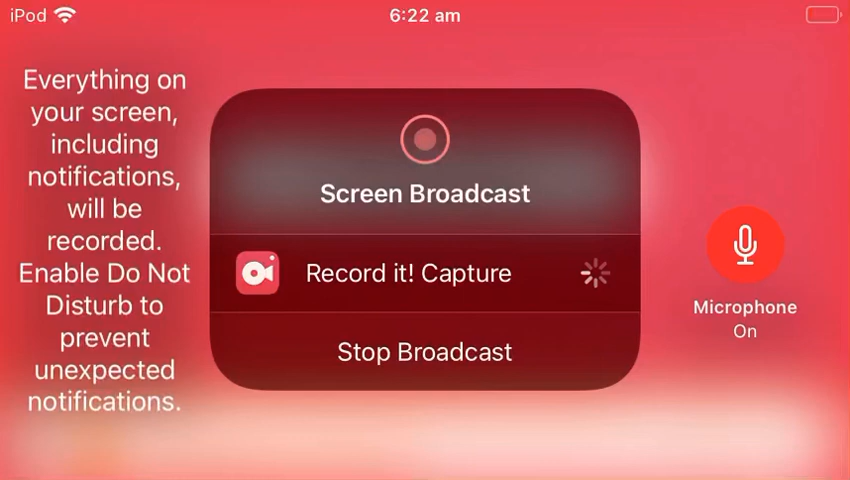 iPod
6:22 am
Everything on
your screen,
including
notifications,
will be
recorded.
Enable Do Not
Disturb to
prevent
unexpected
notifications.
Screen Broadcast
Record it! Capture
Stop Broadcast
Microphone
On